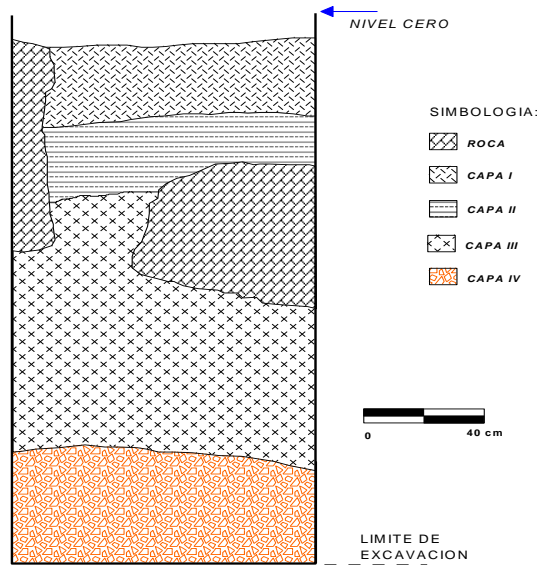 NIVEL CERO
SIMBOLOGIA:
ROCA
CAPA I
CAPA II
CAPA III
CAPA IV
0 40 cm
LIMITE DE
EXCAVACION